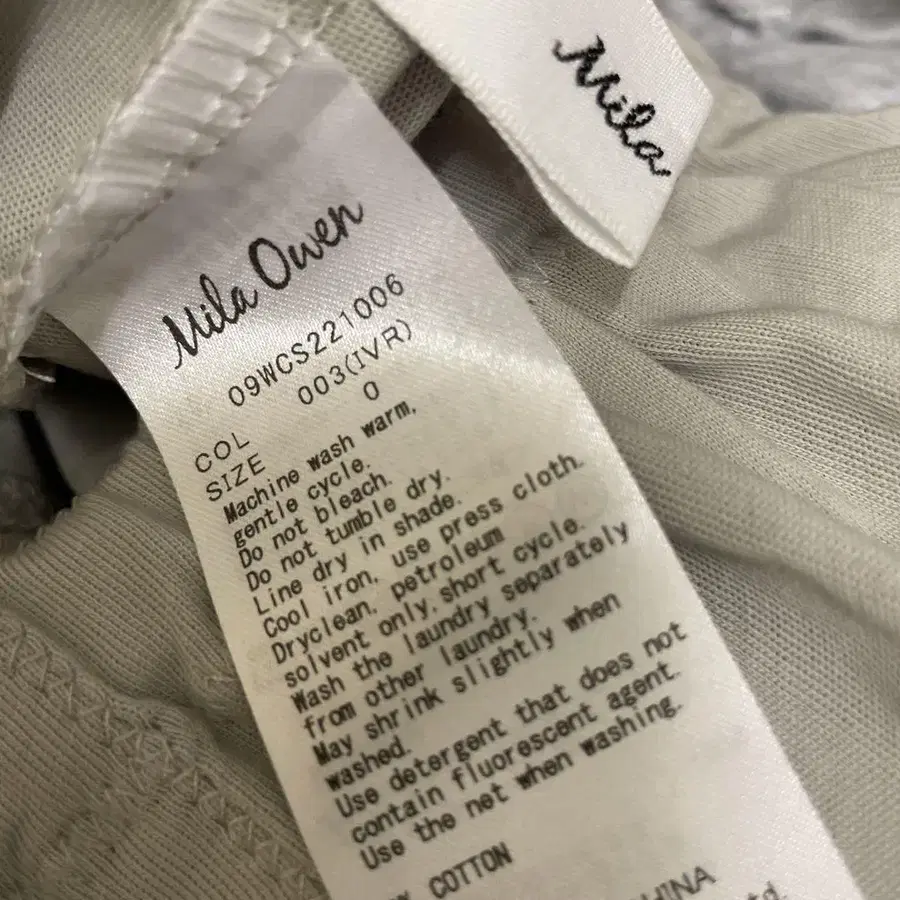 Mila
Mila Owen
09WCS221006
COL 003(IVR)
SIZE 0
Machine wash warm,
gentle cycle.
Do not bleach.
Do not tumble dry.
Line dry in shade.
Cool iron, use press cloth.
Dryclean, petroleum
solvent only, short cycle.
Wash the laundry separately
from other laundry.
May shrink slightly when
washed.
Use detergent that does not
contain fluorescent agent.
Use the net when washing.
COTTON